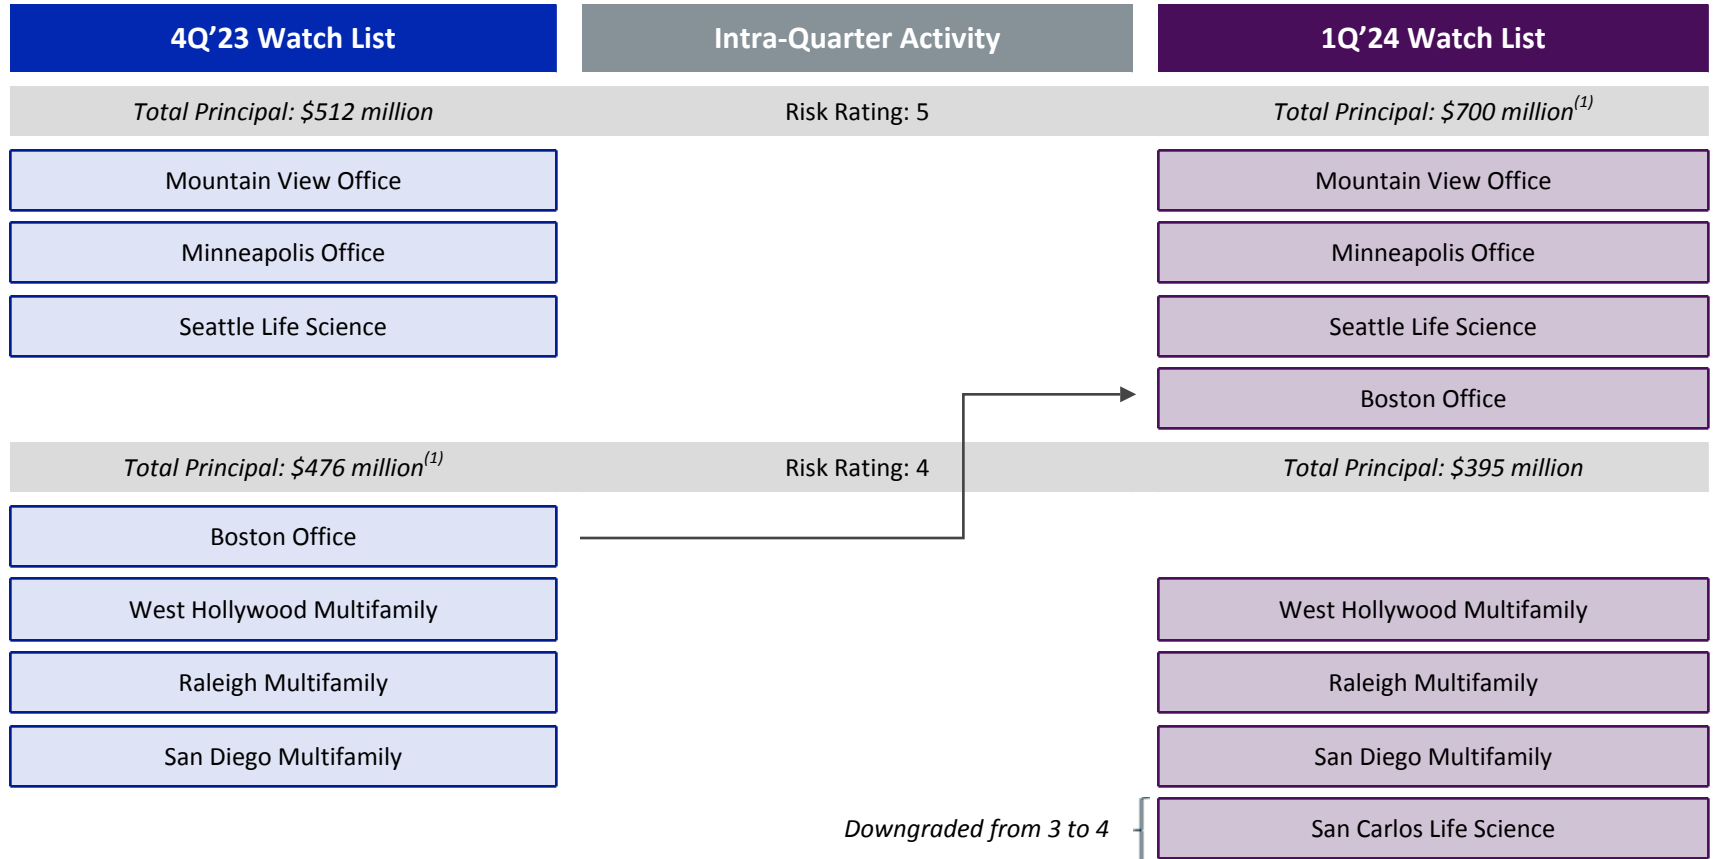 4Q’23 Watch List
Intra-Quarter Activity
1Q’24 Watch List
Total Principal: $512 million
Risk Rating: 5
Total Principal: $700 million(1)
Mountain View Office
Mountain View Office
Minneapolis Office
Minneapolis Office
Seattle Life Science
Seattle Life Science
Boston Office
Total Principal: $476 million(1)
Risk Rating: 4
Total Principal: $395 million
Boston Office
West Hollywood Multifamily
West Hollywood Multifamily
Raleigh Multifamily
Raleigh Multifamily
San Diego Multifamily
San Diego Multifamily
Downgraded from 3 to 4
San Carlos Life Science